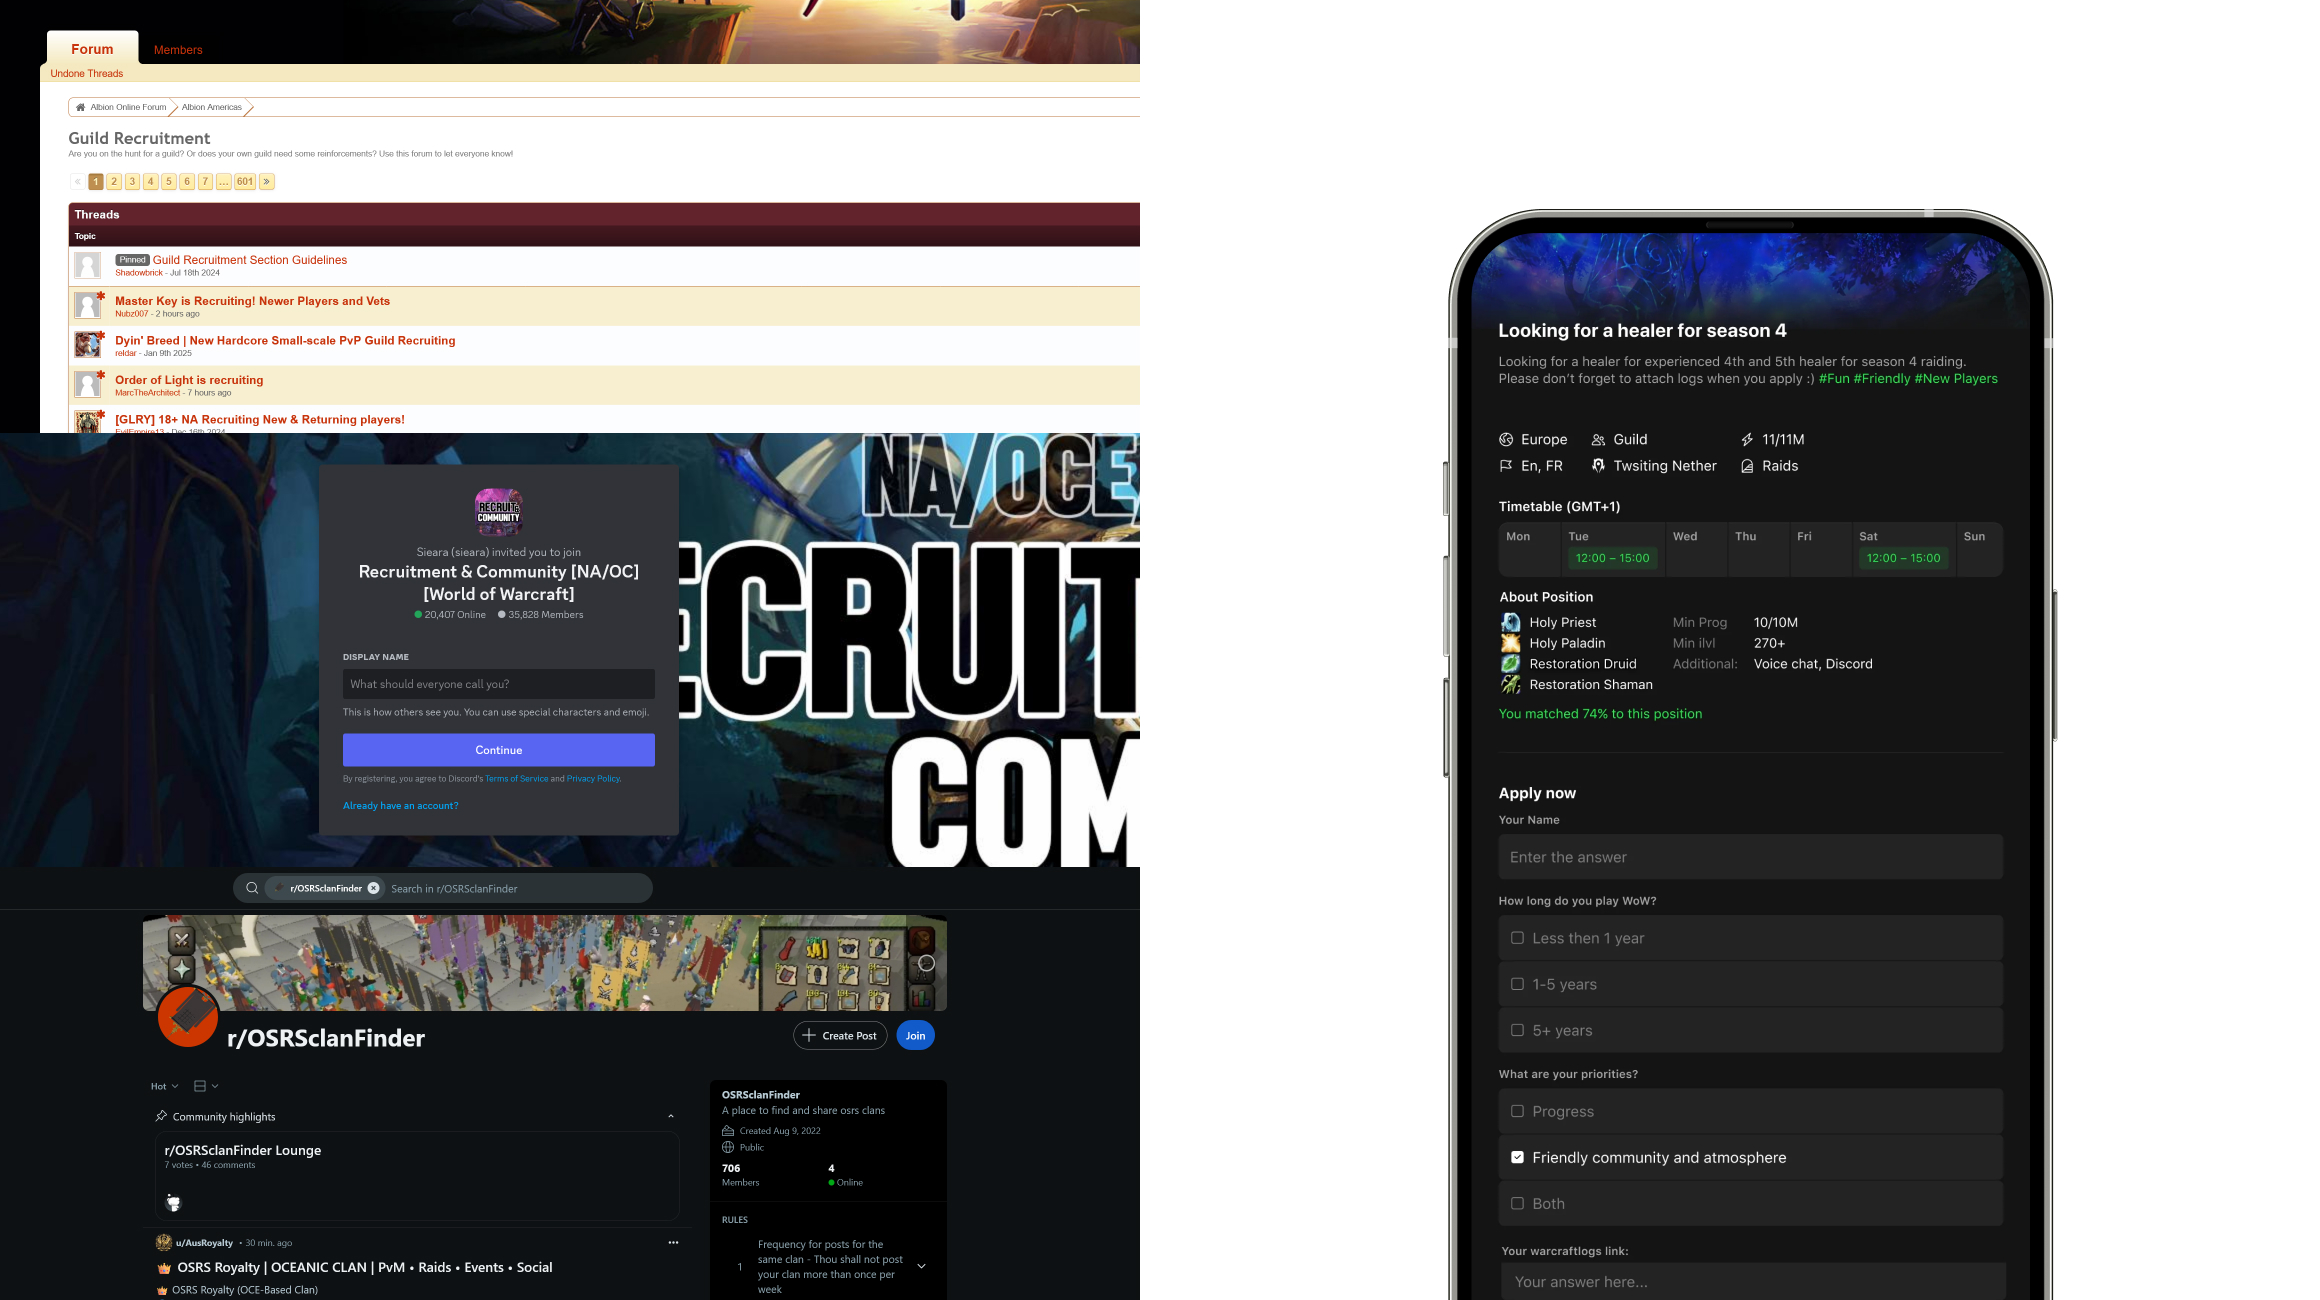 Forum
Members
Undone Threads
Albion Online Forum
Albion Americas
Guild Recruitment
Are you on the hunt for a guild? Or does your own guild need some reinforcements? Use this forum to let everyone know!
« 1 2 3 4 5 6 7 ... 601 »
Threads
Topic
Pinned Guild Recruitment Section Guidelines
Shadowbrick - Jul 18th 2024
Master Key is Recruiting! Newer Players and Vets
Nubz007 - 2 hours ago
Dyin' Breed | New Hardcore Small-scale PvP Guild Recruiting
reldar - Jan 9th 2025
Order of Light is recruiting
MarcTheArchitect - 7 hours ago
[GLRY] 18+ NA Recruiting New & Returning players!
EvilEmpire13 - Dec 16th 2024
NA/OCE
ECRUIT
COM
RECRUIT&
COMMUNITY
Sieara (sieara) invited you to join
Recruitment & Community [NA/OC]
[World of Warcraft]
20,407 Online 35,828 Members
DISPLAY NAME
What should everyone call you?
This is how others see you. You can use special characters and emoji.
Continue
By registering, you agree to Discord's Terms of Service and Privacy Policy.
Already have an account?
r/OSRSclanFinder
Search in r/OSRSclanFinder
r/OSRSclanFinder
Create Post
Join
Hot
Community highlights
r/OSRSclanFinder Lounge
7 votes • 46 comments
u/AusRoyalty • 30 min. ago
OSRS Royalty | OCEANIC CLAN | PvM • Raids • Events • Social
OSRS Royalty (OCE-Based Clan)
OSRSclanFinder
A place to find and share osrs clans
Created Aug 9, 2022
Public
706
Members
4
Online
RULES
1
Frequency for posts for the
same clan - Thou shall not post
your clan more than once per
week
Looking for a healer for season 4
Looking for a healer for experienced 4th and 5th healer for season 4 raiding.
Please don't forget to attach logs when you apply :) #Fun #Friendly #New Players
Europe Guild 11/11M
En, FR Twsiting Nether Raids
Timetable (GMT+1)
Mon Tue Wed Thu Fri Sat Sun
12:00 – 15:00 12:00 – 15:00
About Position
Holy Priest Min Prog 10/10M
Holy Paladin Min ilvl 270+
Restoration Druid Additional: Voice chat, Discord
Restoration Shaman
You matched 74% to this position
Apply now
Your Name
Enter the answer
How long do you play WoW?
Less then 1 year
1-5 years
5+ years
What are your priorities?
Progress
Friendly community and atmosphere
Both
Your warcraftlogs link:
Your answer here...